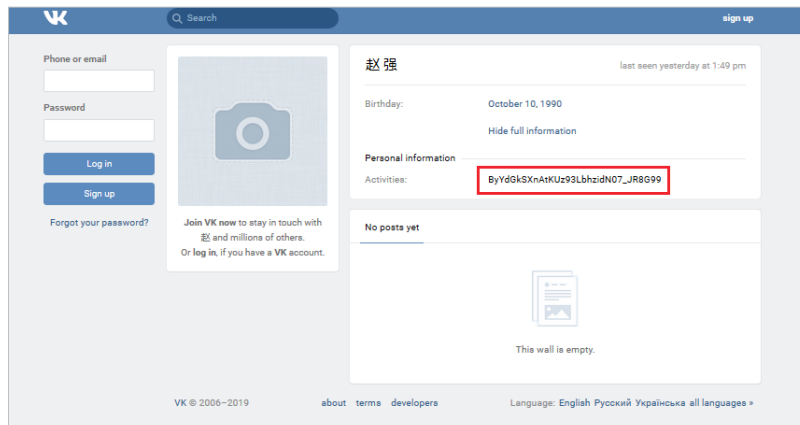 Search
sign up
Phone or email
Password
Log in
Sign up
Forgot your password?
Join VK now to stay in touch with
赵 and millions of others.
Or log in, if you have a VK account.
赵 强
last seen yesterday at 1:49 pm
Birthday:
October 10, 1990
Hide full information
Personal information
Activities:
ByYdGkSXnAtKUz93LbhzidN07_JR8G99
No posts yet
This wall is empty.
VK © 2006–2019
about terms developers
Language: English Русский Українська all languages »